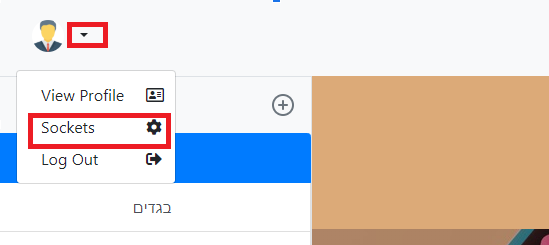 View Profile
Sockets
Log Out
בגדים